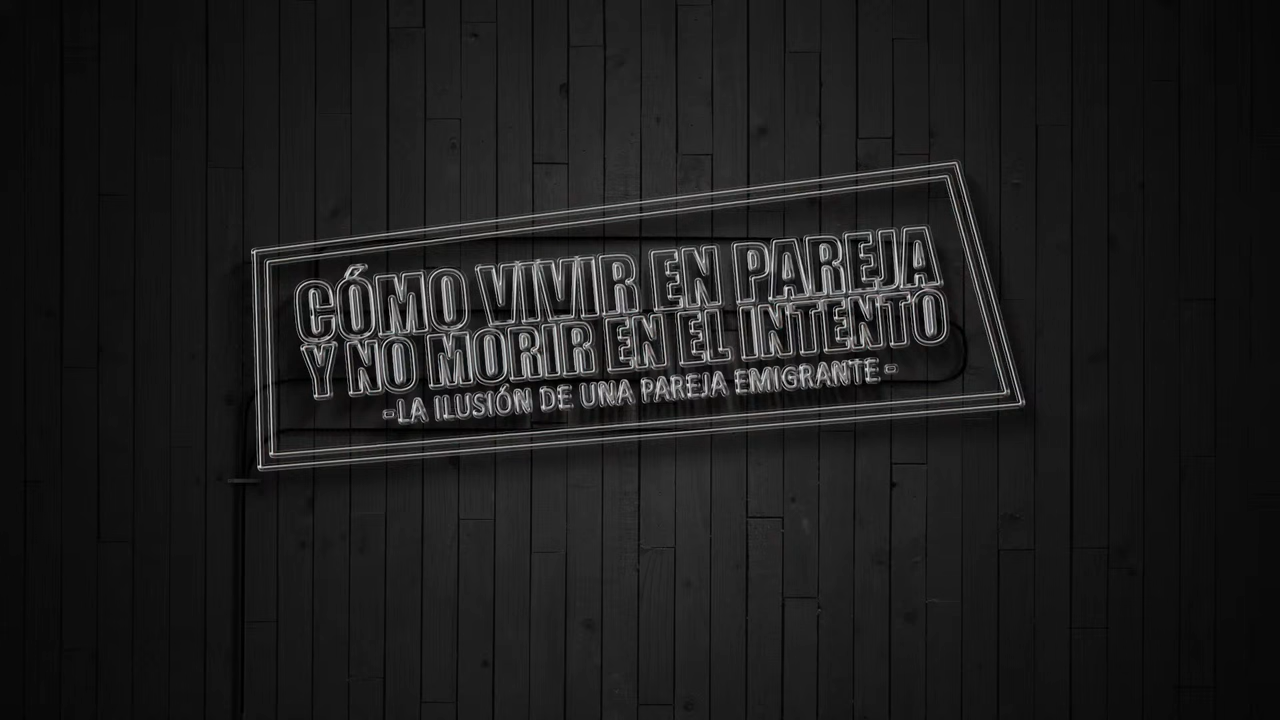 CÓMO VIVIR EN PAREJA
Y NO MORIR EN EL INTENTO
-LA ILUSIÓN DE UNA PAREJA EMIGRANTE-